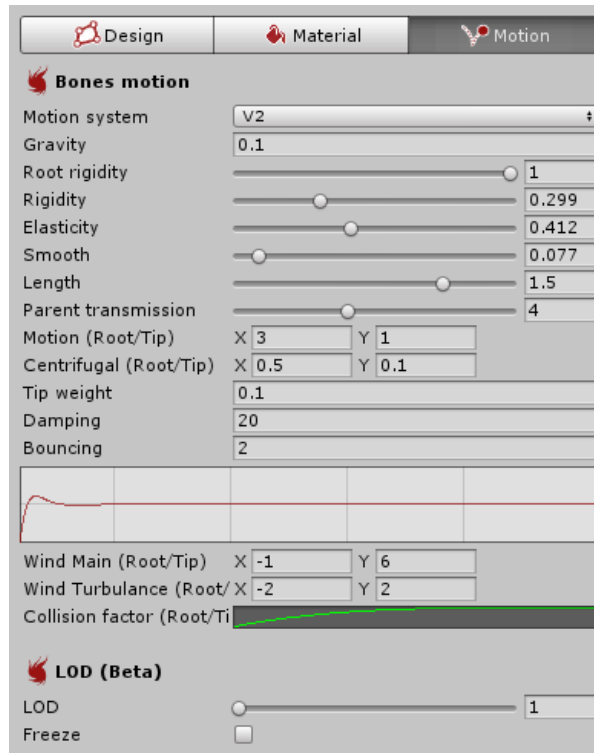 Design Material Motion
Bones motion
Motion system V2
Gravity 0.1
Root rigidity 1
Rigidity 0.299
Elasticity 0.412
Smooth 0.077
Length 1.5
Parent transmission 4
Motion (Root/Tip) X 3 Y 1
Centrifugal (Root/Tip) X 0.5 Y 0.1
Tip weight 0.1
Damping 20
Bouncing 2
Wind Main (Root/Tip) X -1 Y 6
Wind Turbulance (Root/ X -2 Y 2
Collision factor (Root/Ti
LOD (Beta)
LOD 1
Freeze